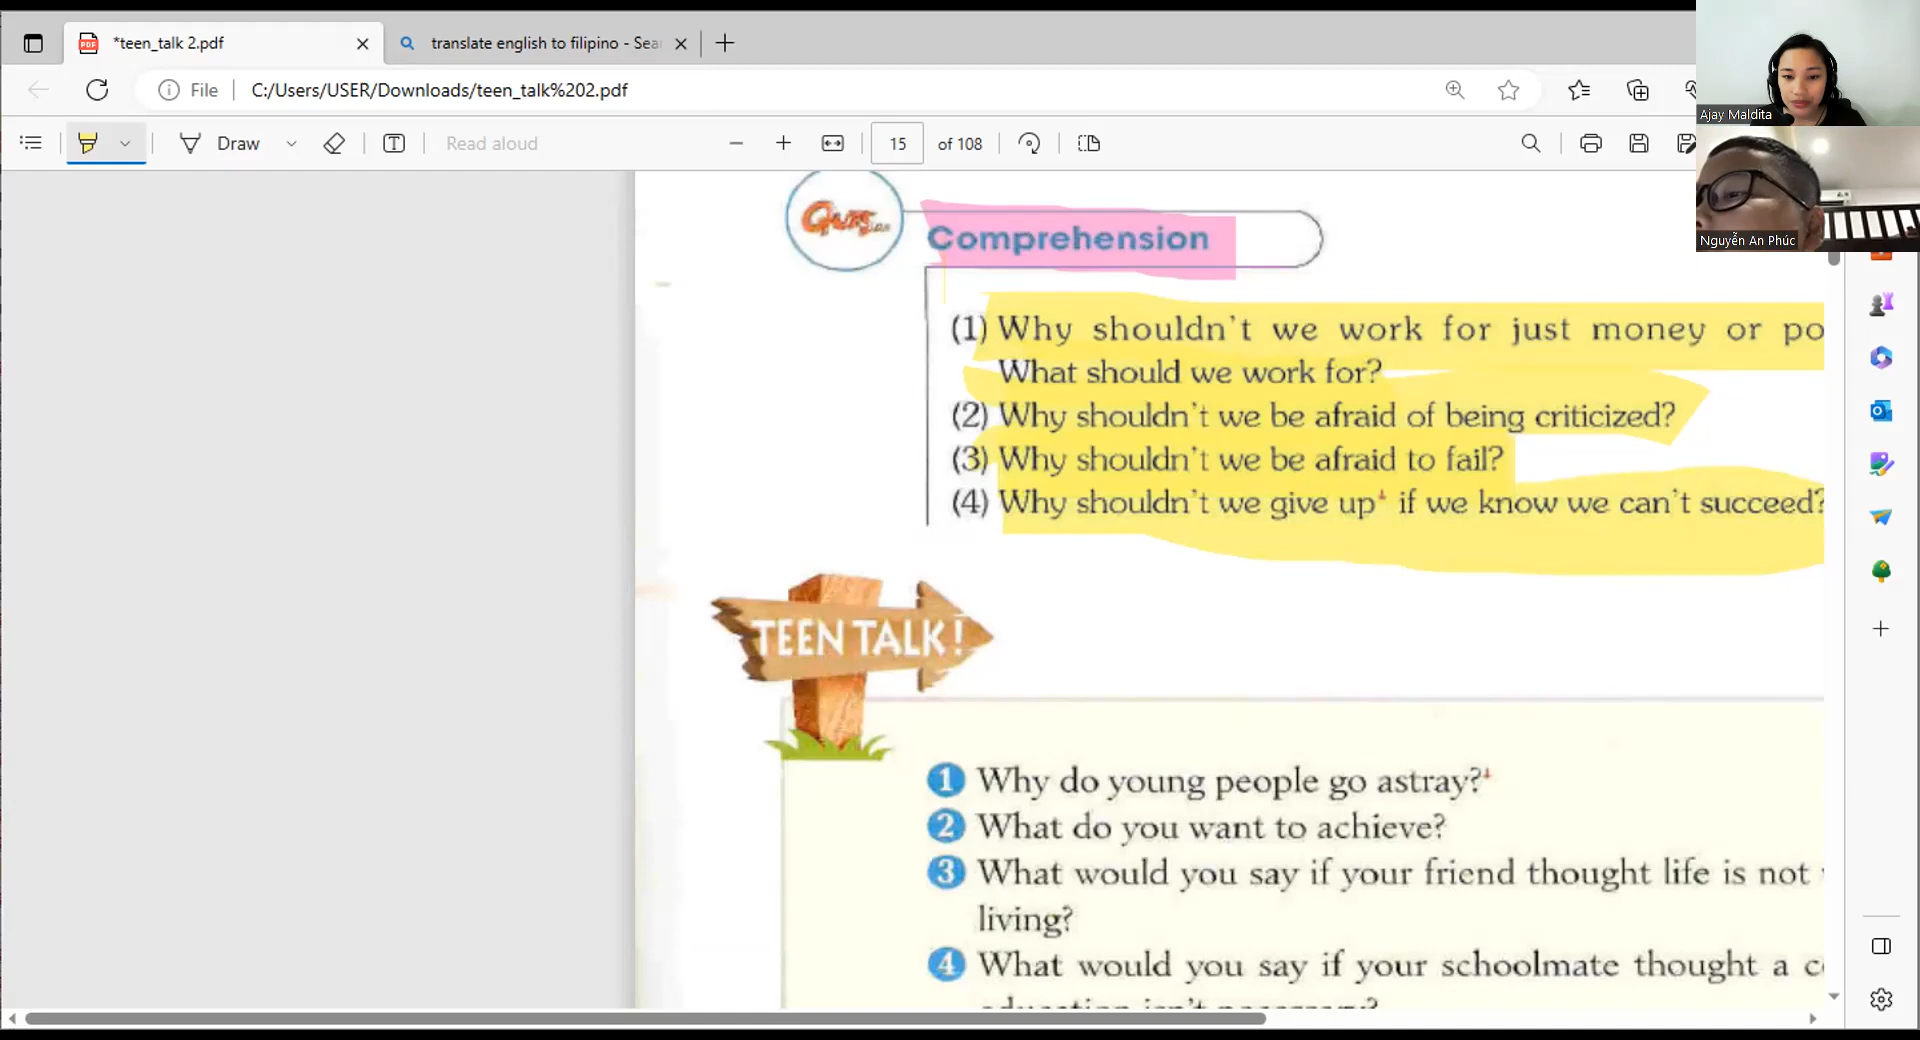 *teen_talk 2.pdf
translate english to filipino - Sea
File
C:/Users/USER/Downloads/teen_talk%202.pdf
Draw
Read aloud
15
of 108
Ajay Maldita
Nguyễn An Phúc
Comprehension
(1) Why shouldn't we work for just money or
What should we work for?
(2) Why shouldn't we be afraid of being criticized?
(3) Why shouldn't we be afraid to fail?
(4) Why shouldn't we give up if we know we can't succeed?
TEEN TALK!
1 Why do young people go astray?
2 What do you want to achieve?
3 What would you say if your friend thought life is not
living?
4 What would you say if your schoolmate thought a